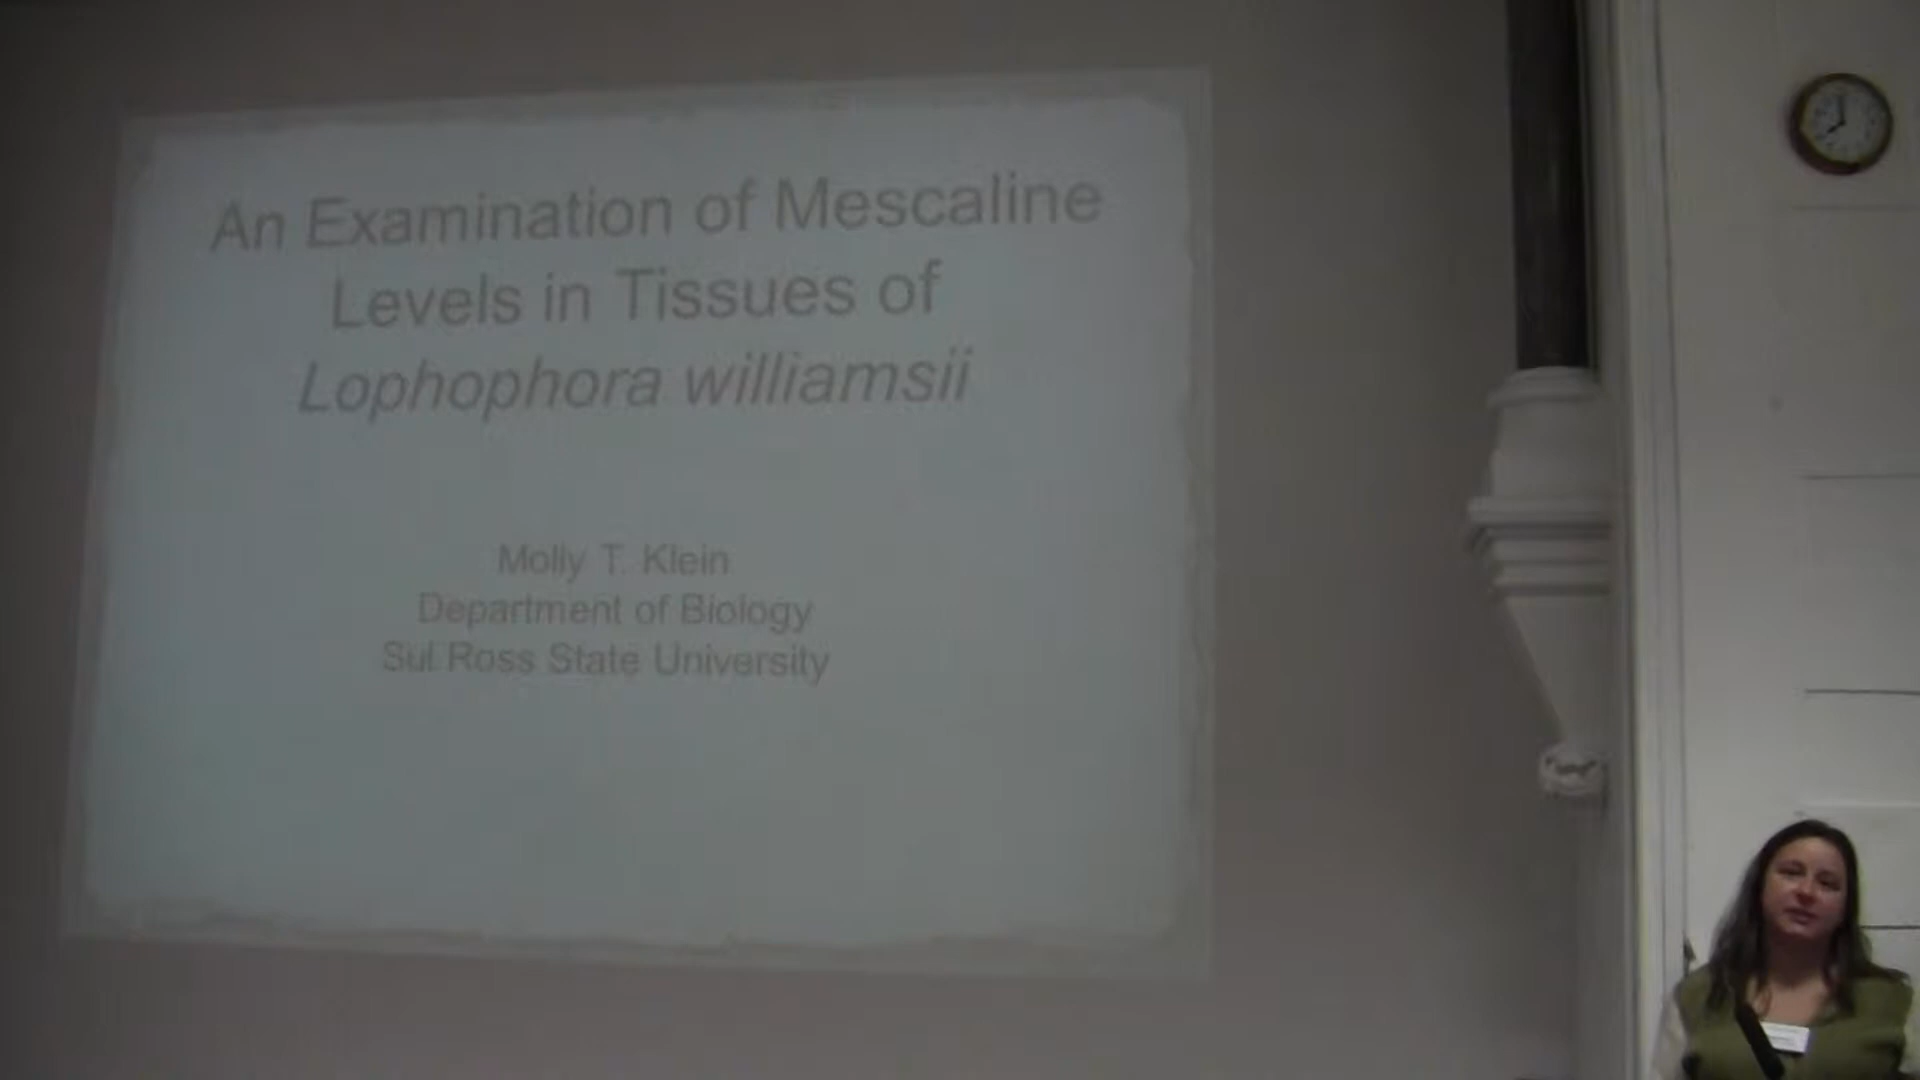 An Examination of Mescaline
Levels in Tissues of
Lophophora williamsii
Molly T. Klein
Department of Biology
Sul Ross State University